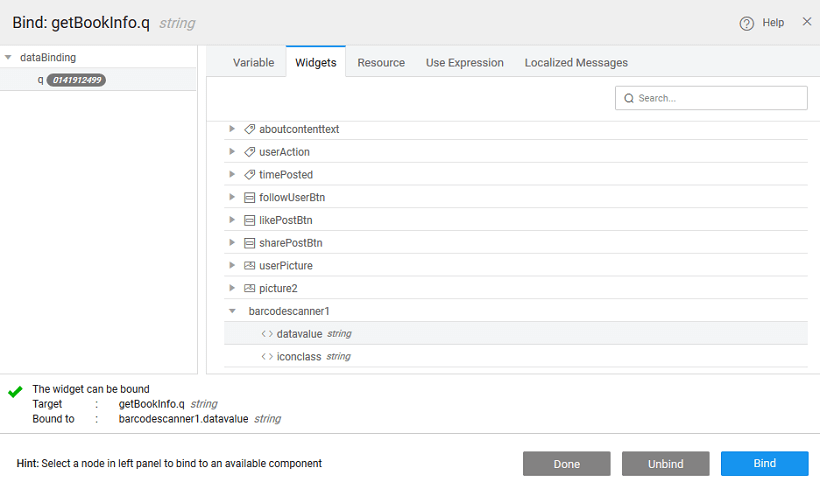 Bind: getBookInfo.q string
Help
dataBinding
q 0141912499
Variable Widgets Resource Use Expression Localized Messages
Search...
aboutcontenttext
userAction
timePosted
followUserBtn
likePostBtn
sharePostBtn
userPicture
picture2
barcodescanner1
datavalue string
iconclass string
The widget can be bound
Target : getBookInfo.q string
Bound to : barcodescanner1.datavalue string
Hint: Select a node in left panel to bind to an available component
Done Unbind Bind